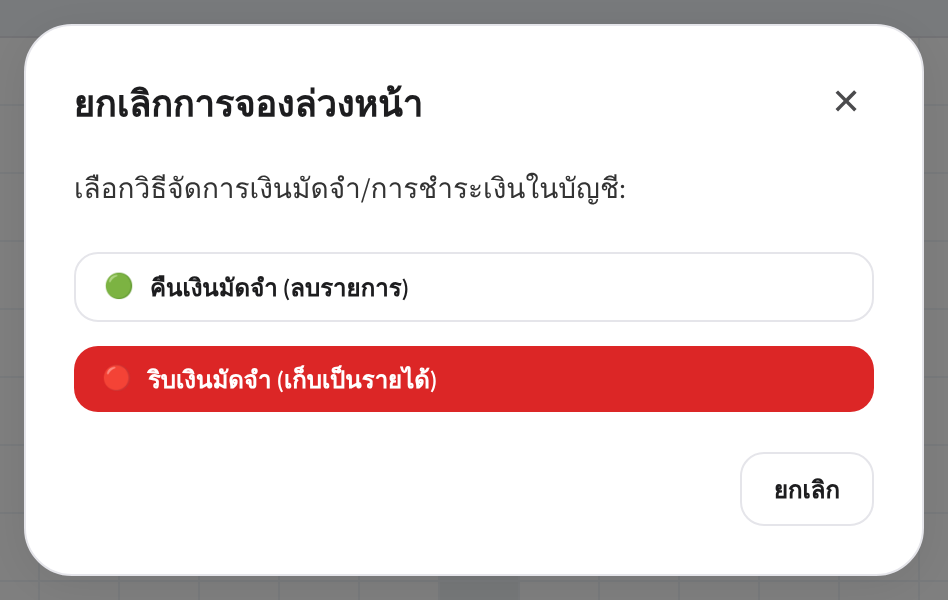 ยกเลิกการจองล่วงหน้า
เลือกวิธีจัดการเงินมัดจำ/การชำระเงินในบัญชี:
คืนเงินมัดจำ (ลบรายการ)
ริบเงินมัดจำ (เก็บเป็นรายได้)
ยกเลิก